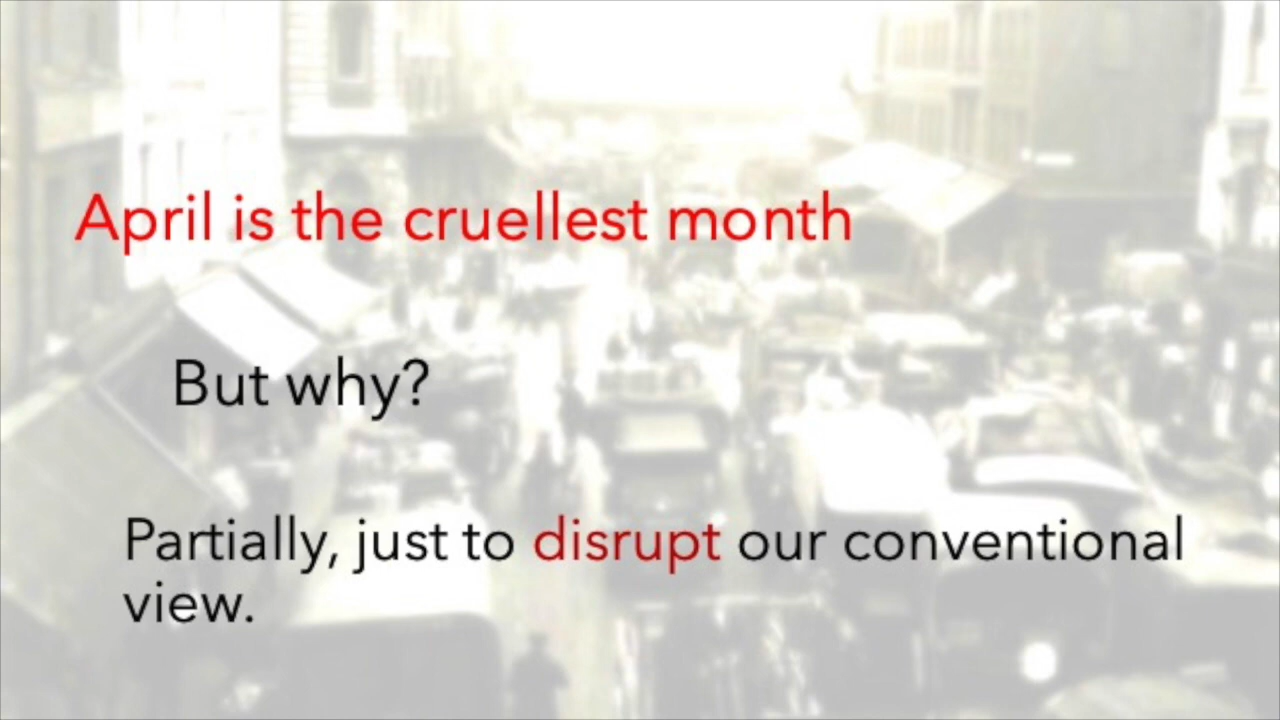 April is the cruellest month
But why?
Partially, just to disrupt our conventional
view.